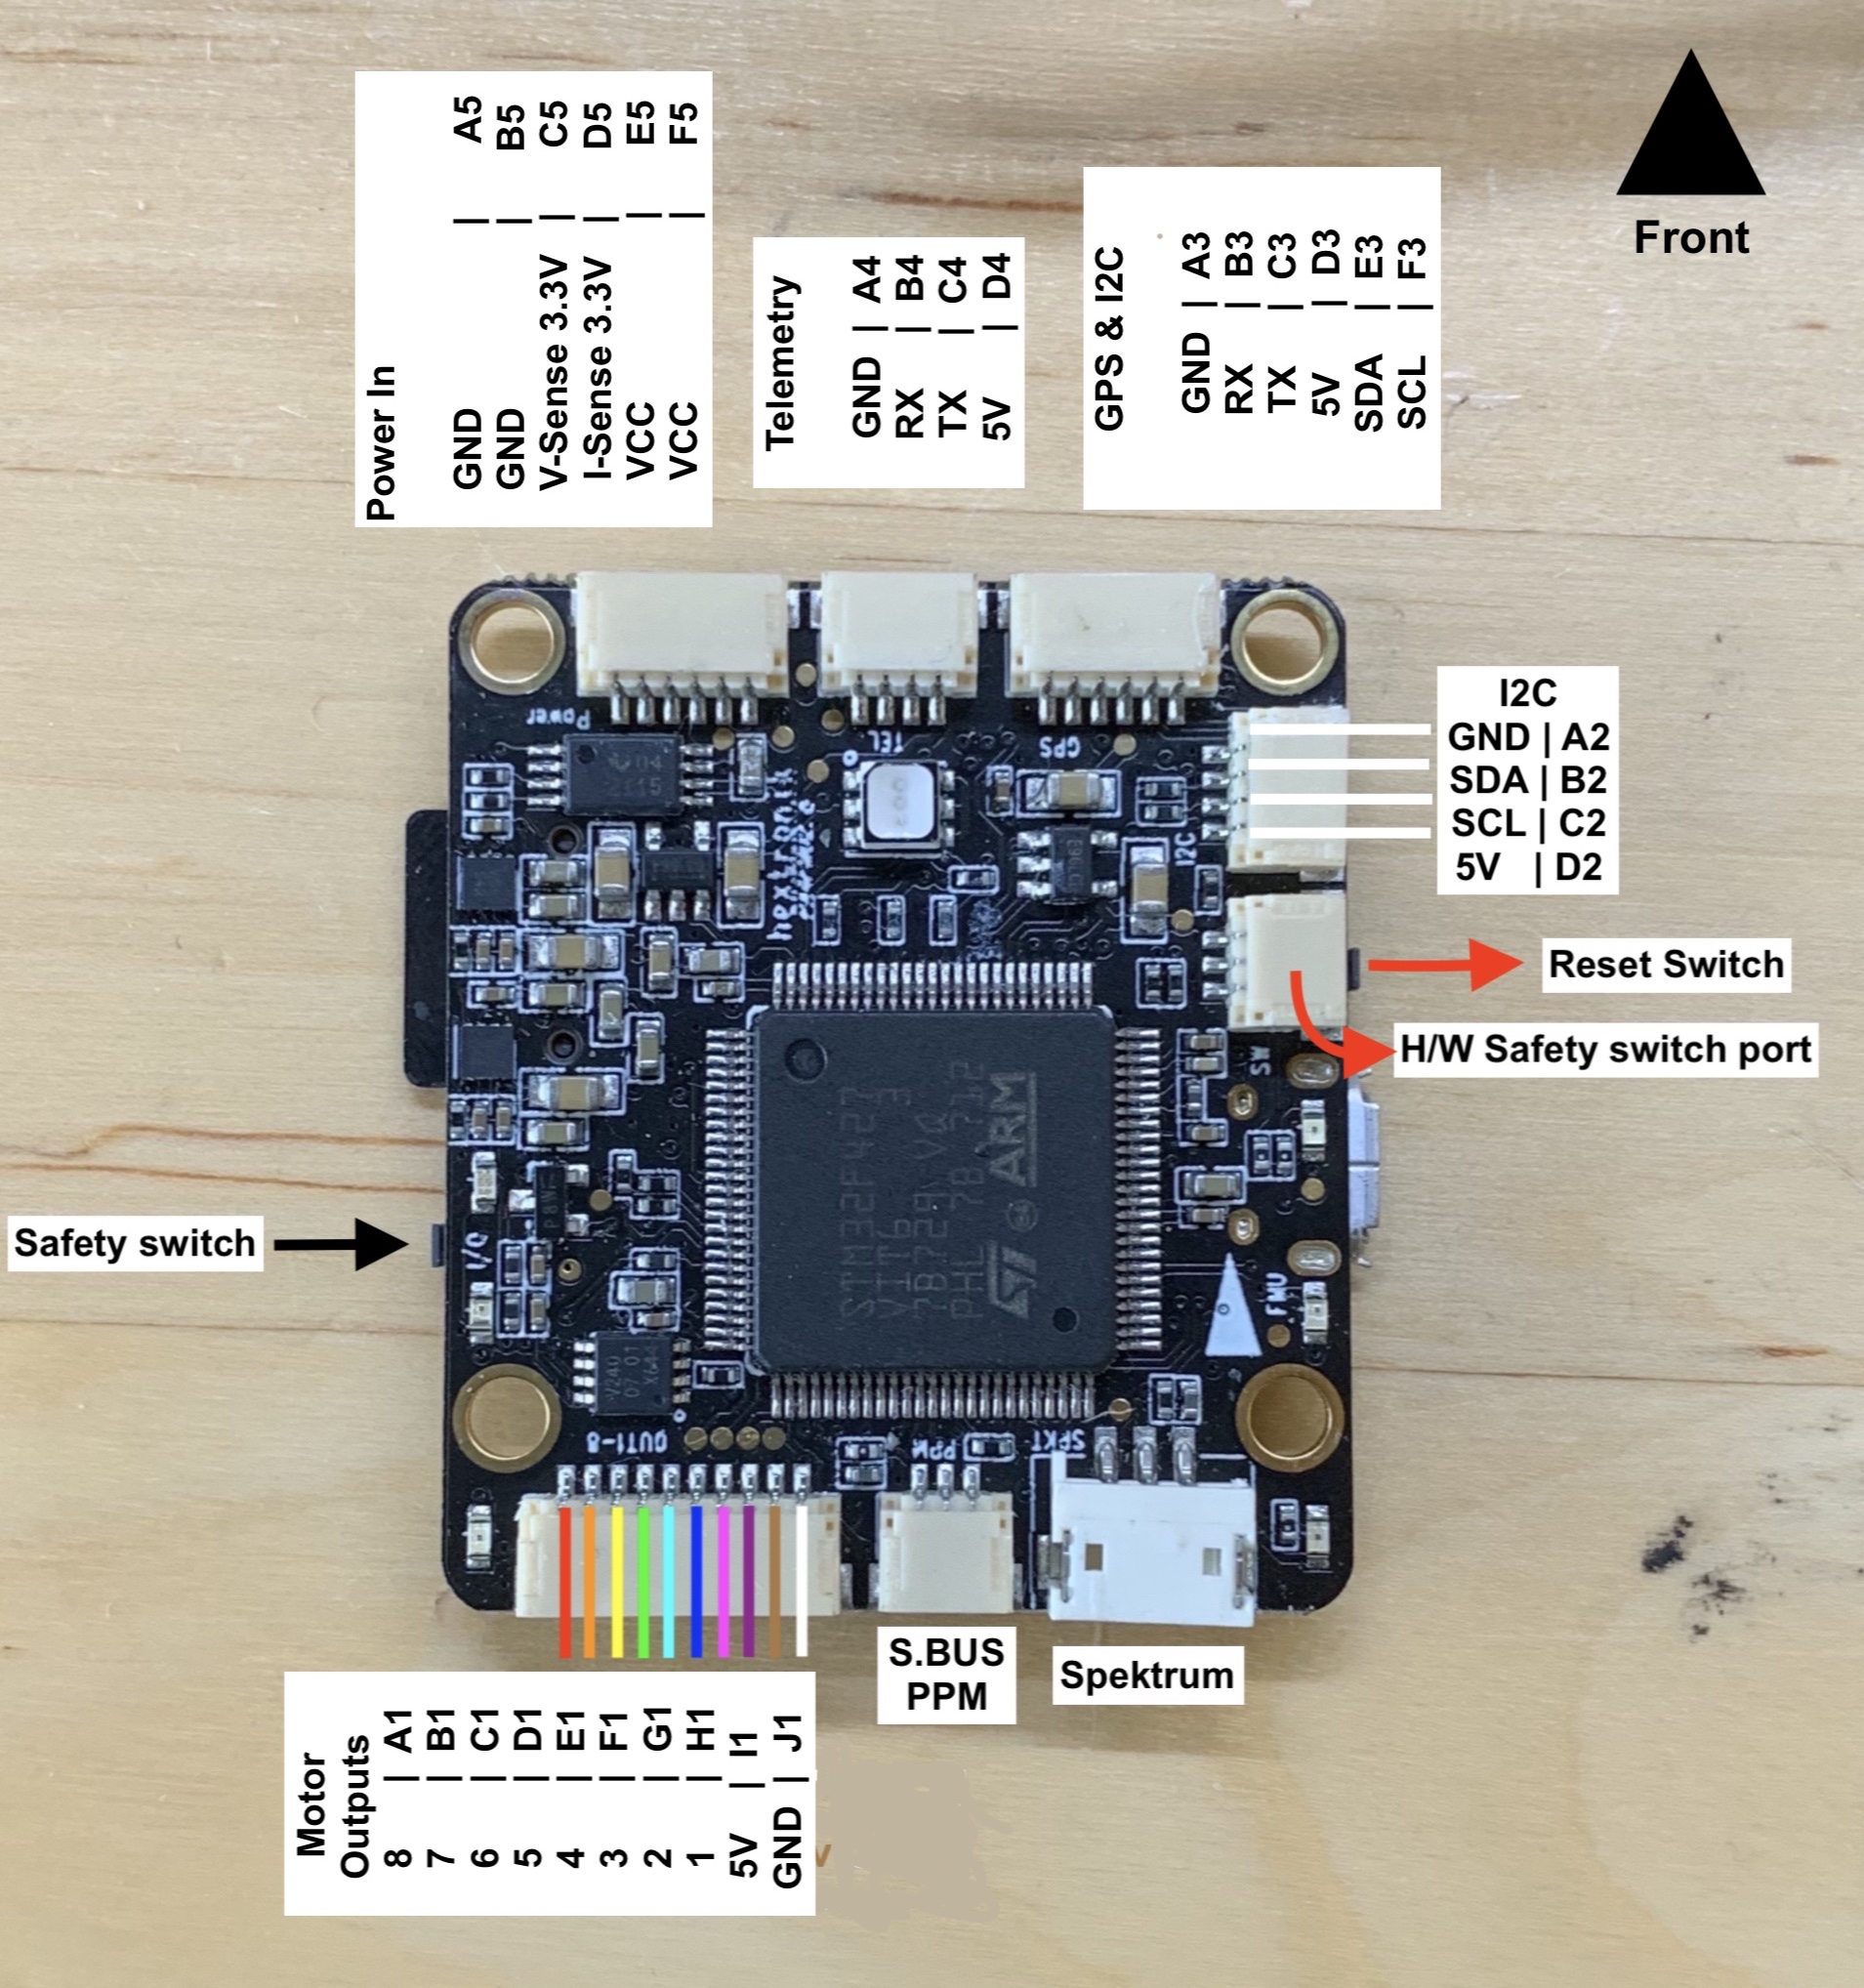 Front
Power In
GND | A5
GND | B5
V-Sense 3.3V | C5
I-Sense 3.3V | D5
VCC | E5
VCC | F5
Telemetry
GND | A4
RX | B4
TX | C4
5V | D4
GPS & I2C
GND | A3
RX | B3
TX | C3
5V | D3
SDA | E3
SCL | F3
Power
TEL
GPS
I2C
GND | A2
SDA | B2
SCL | C2
5V | D2
I2C
Reset Switch
H/W Safety switch port
SW
ARM
Safety switch
I/O
FMU
OUT1-8
PPM
SPKT
S.BUS
PPM
Spektrum
Motor
Outputs
8 | A1
7 | B1
6 | C1
5 | D1
4 | E1
3 | F1
2 | G1
1 | H1
5V | I1
GND | J1